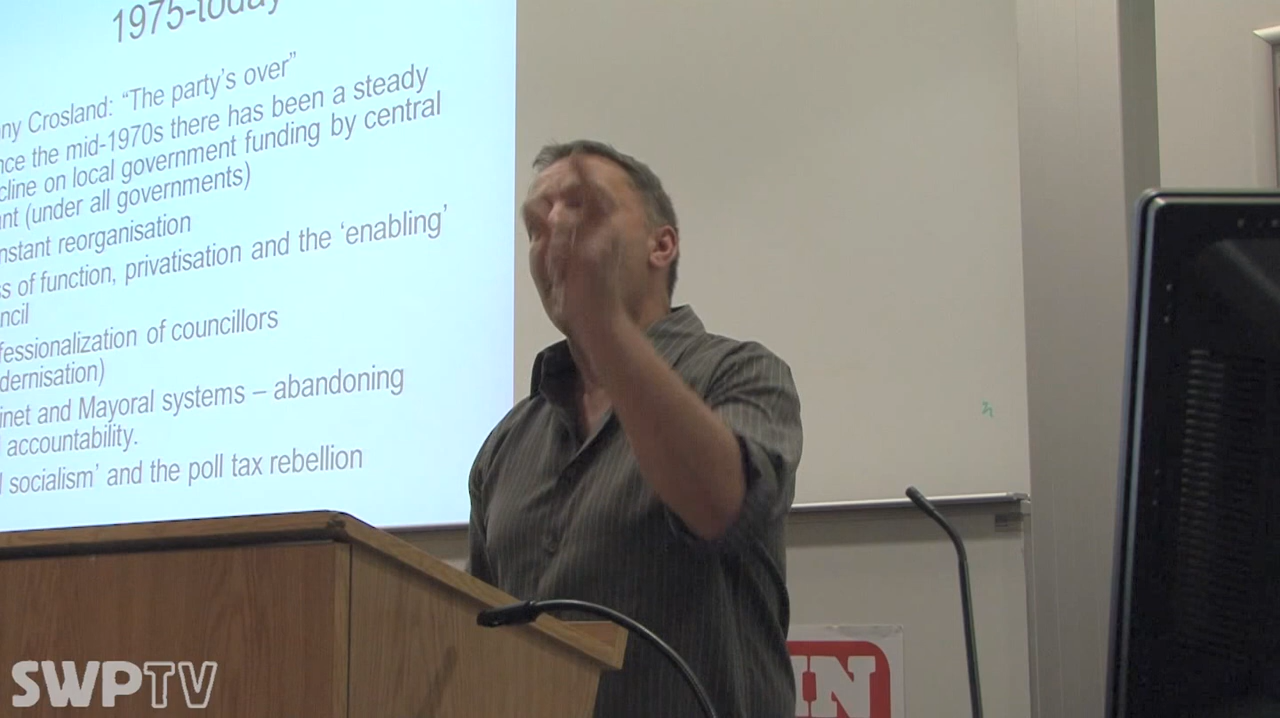 1975-today
ny Crosland: “The party’s over”
nce the mid-1970s there has been a steady
cline on local government funding by central
nt (under all governments)
nstant reorganisation
s of function, privatisation and the ‘enabling’
ncil
fessionalization of councillors
dernisation)
inet and Mayoral systems – abandoning
accountability.
socialism’ and the poll tax rebellion
IN
SWPTV